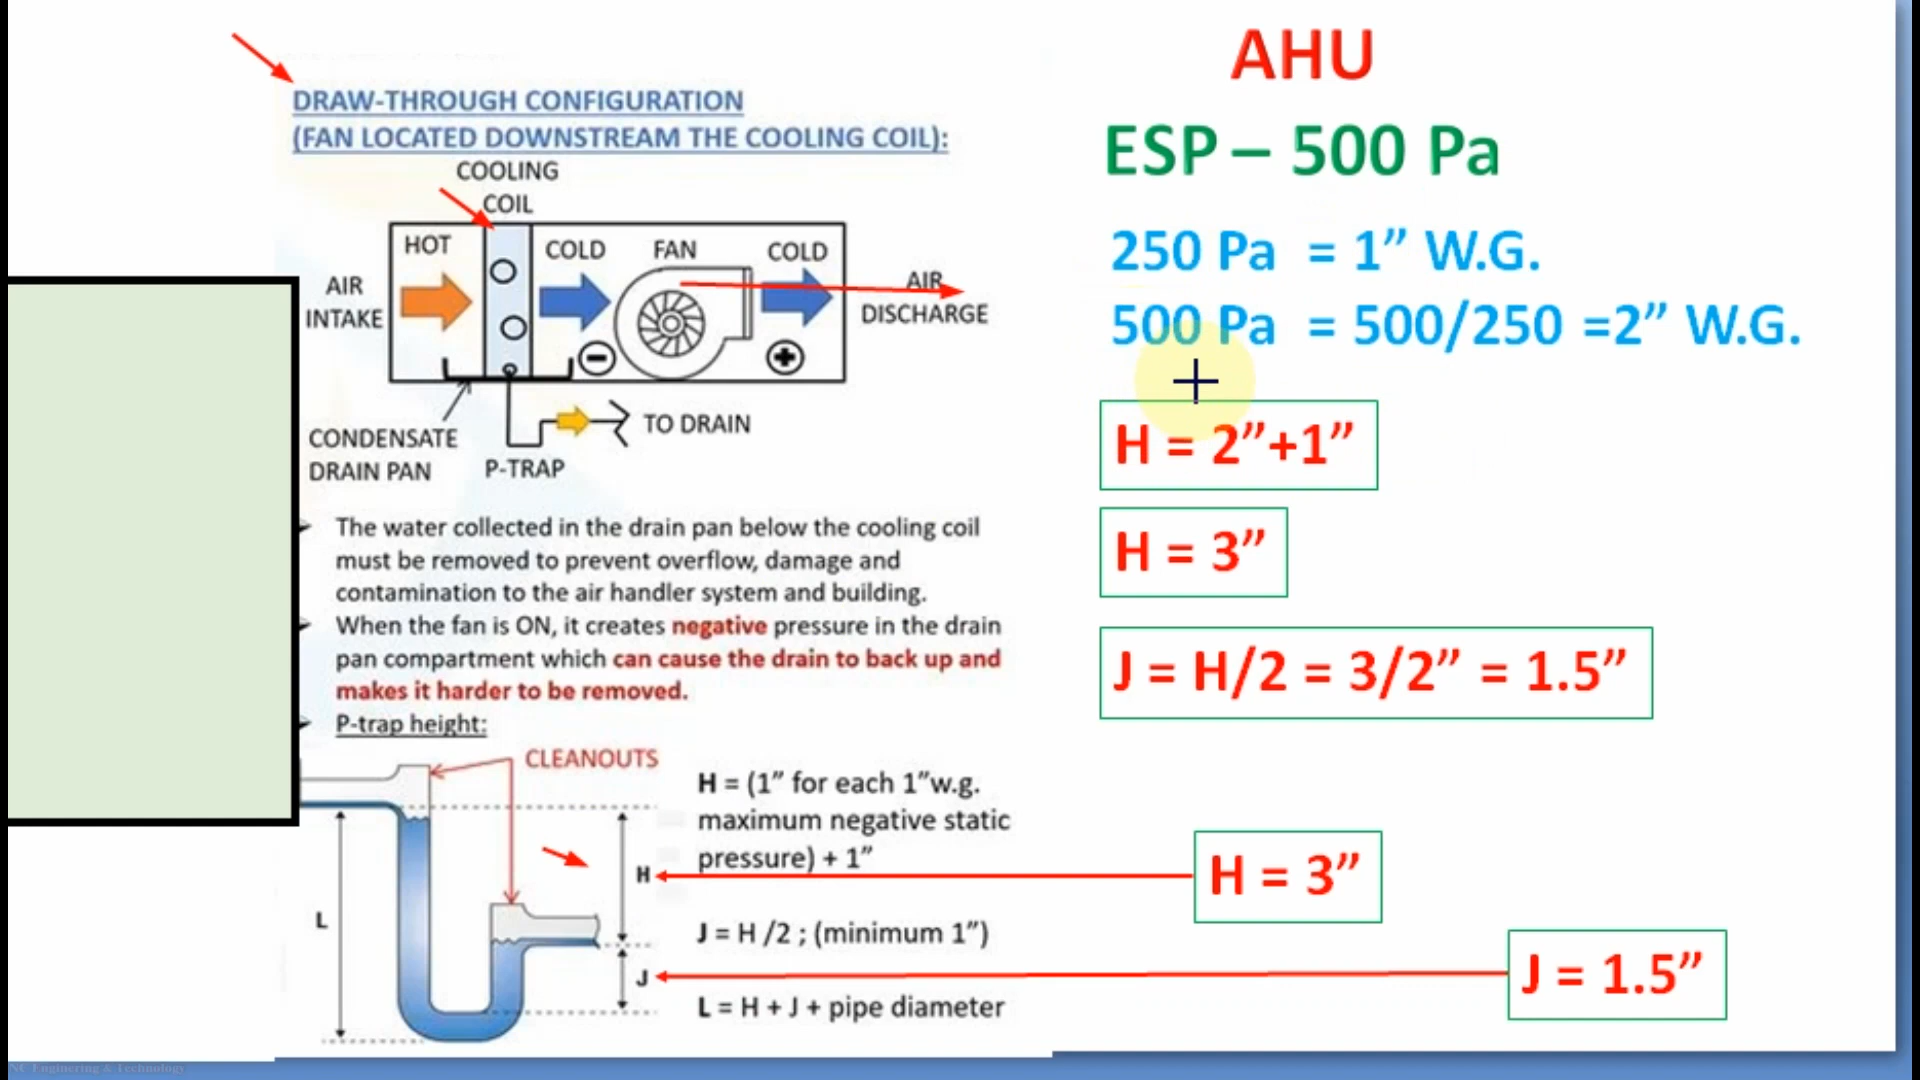 AHU
ESP – 500 Pa
250 Pa = 1” W.G.
500 Pa = 500/250 =2” W.G.
H = 2”+1”
H = 3”
J = H/2 = 3/2” = 1.5”
H = 3”
J = 1.5”
DRAW-THROUGH CONFIGURATION
(FAN LOCATED DOWNSTREAM THE COOLING COIL):
COOLING
COIL
HOT
COLD
FAN
COLD
AIR
INTAKE
AIR
DISCHARGE
CONDENSATE
DRAIN PAN
P-TRAP
TO DRAIN
The water collected in the drain pan below the cooling coil
must be removed to prevent overflow, damage and
contamination to the air handler system and building.
When the fan is ON, it creates negative pressure in the drain
pan compartment which can cause the drain to back up and
makes it harder to be removed.
P-trap height:
CLEANOUTS
H = (1” for each 1”w.g.
maximum negative static
pressure) + 1”
H
L
J = H /2 ; (minimum 1”)
J
L = H + J + pipe diameter
NC Enginering & Technology